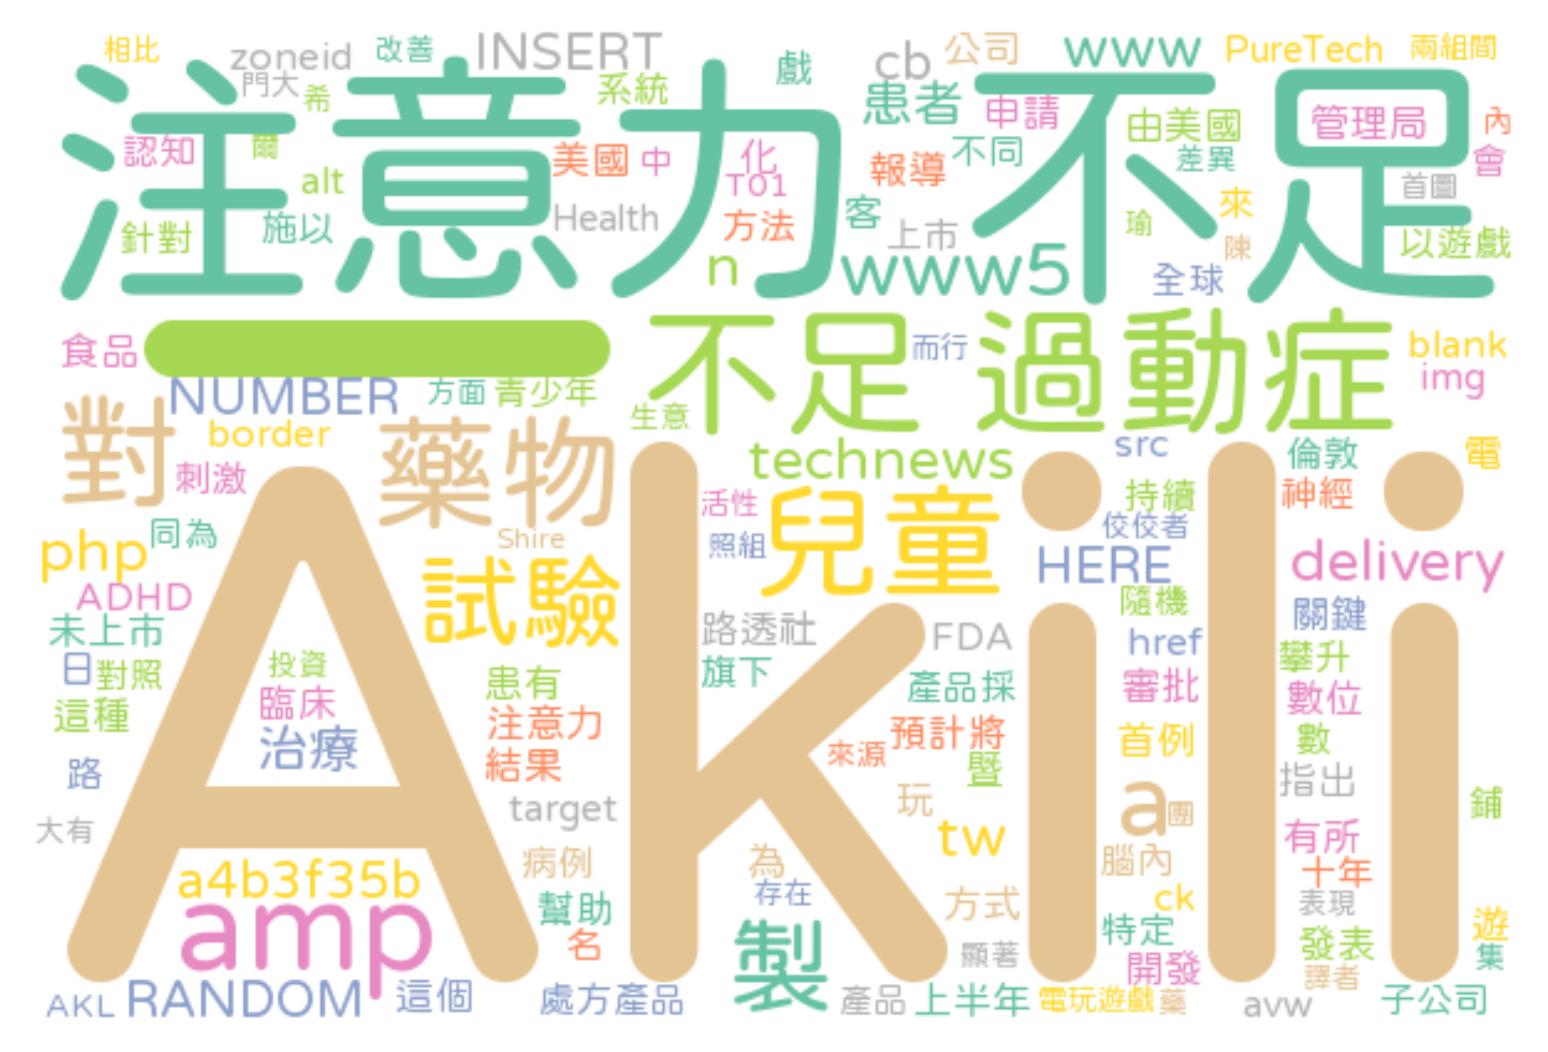 相比 zoneid 改善 INSERT 戲 cb 公司 www PureTech 兩組間
門大 希 系統 患者 申請 由美國 管理局 內
注意力不足
認知 爾 alt 美國 中 化 T01 報導 不同 差異 首圖 會
針對 施以 Health 方法 客 上市 瑜 來 陳 以遊戲
n www5 全球
食品 一 不足 而行 過動症 blank img
NUMBER 方面 青少年 生意
對 border 藥物 technews src 倫敦 電
刺激 活性 兒童 持續 神經
php 同為 Shire 照組 佼佼者
ADHD 試驗 HERE delivery
未上市 路透社 FDA 隨機 href 關鍵
Akili
日 對照 投資 患有 旗下 產品採 審批 攀升
這種 臨床 注意力 預計將 首例 數位
路 治療 結果 來源 暨 數
大有 target 玩 a 團 指出 鋪
a4b3f35b 病例 為 tw 腦內 有所
amp 幫助 存在 方式 ck 十年 表現
名 製 顯著 特定 發表 遊
開發 譯者 集
AKL RANDOM 這個 處方產品 產品 上半年 電玩遊戲 藥 avw 子公司